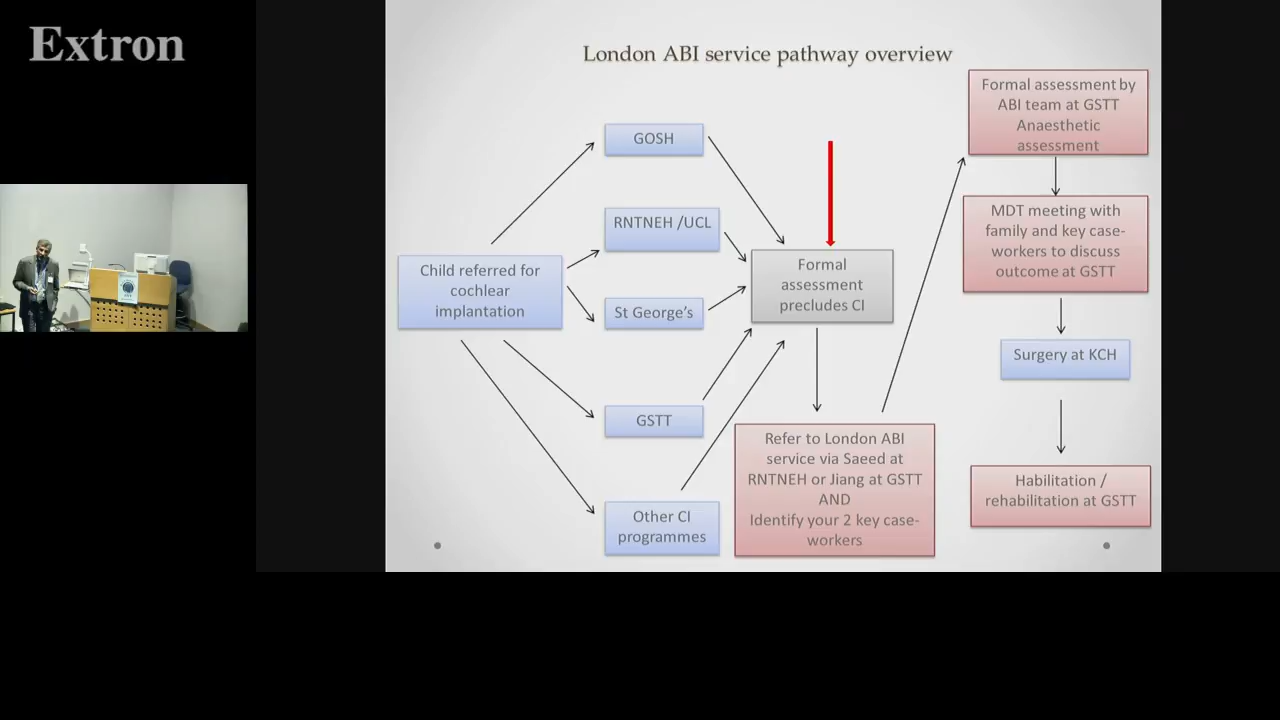 Extron
London ABI service pathway overview
Child referred for
cochlear
implantation
GOSH
RNTNEH /UCL
St George's
GSTT
Other CI
programmes
Formal
assessment
precludes CI
Refer to London ABI
service via Saeed at
RNTNEH or Jiang at GSTT
AND
Identify your 2 key case-
workers
Formal assessment by
ABI team at GSTT
Anaesthetic
assessment
MDT meeting with
family and key case-
workers to discuss
outcome at GSTT
Surgery at KCH
Habilitation /
rehabilitation at GSTT